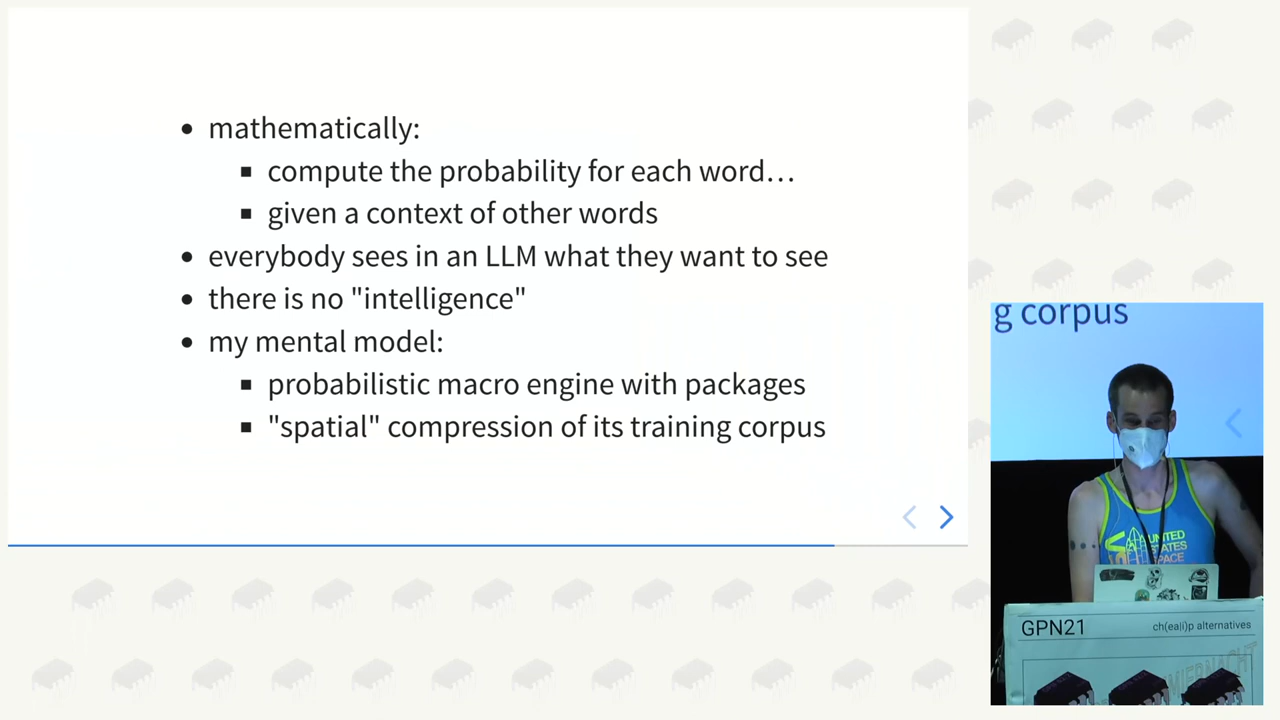 mathematically:
compute the probability for each word…
given a context of other words
everybody sees in an LLM what they want to see
there is no "intelligence"
my mental model:
probabilistic macro engine with packages
"spatial" compression of its training corpus
g corpus
UNITED
STATES
SPACE
GPN21
ch(ea|i)p alternatives